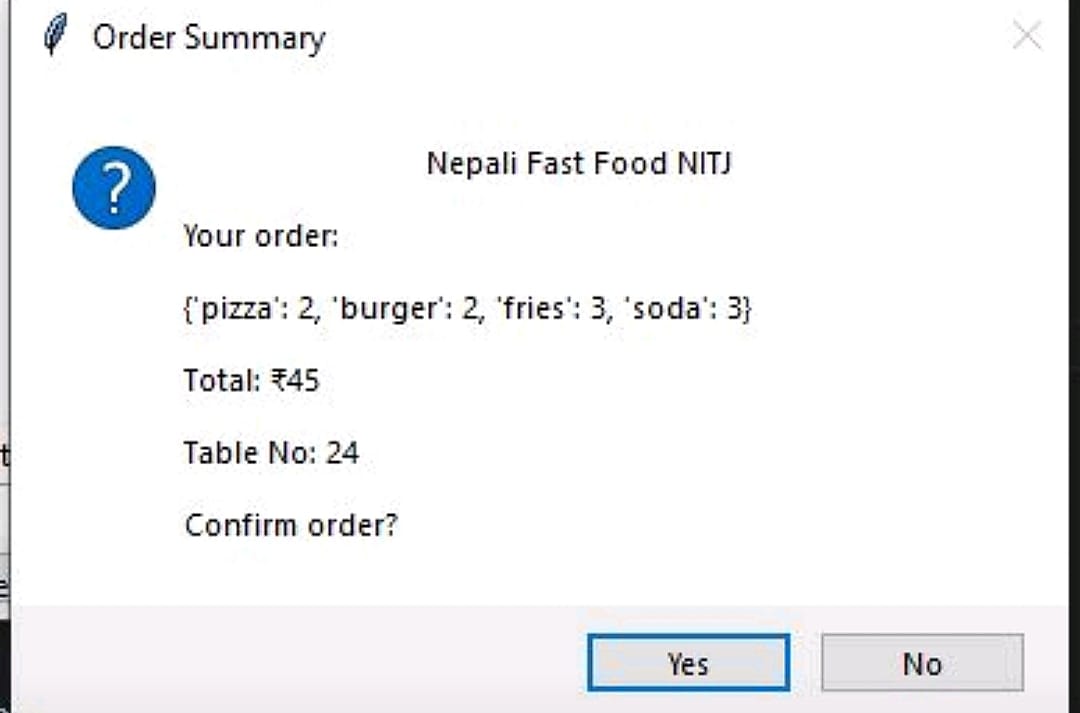 Order Summary
Nepali Fast Food NITJ
Your order:
{'pizza': 2, 'burger': 2, 'fries': 3, 'soda': 3}
Total: ₹45
Table No: 24
Confirm order?
Yes
No